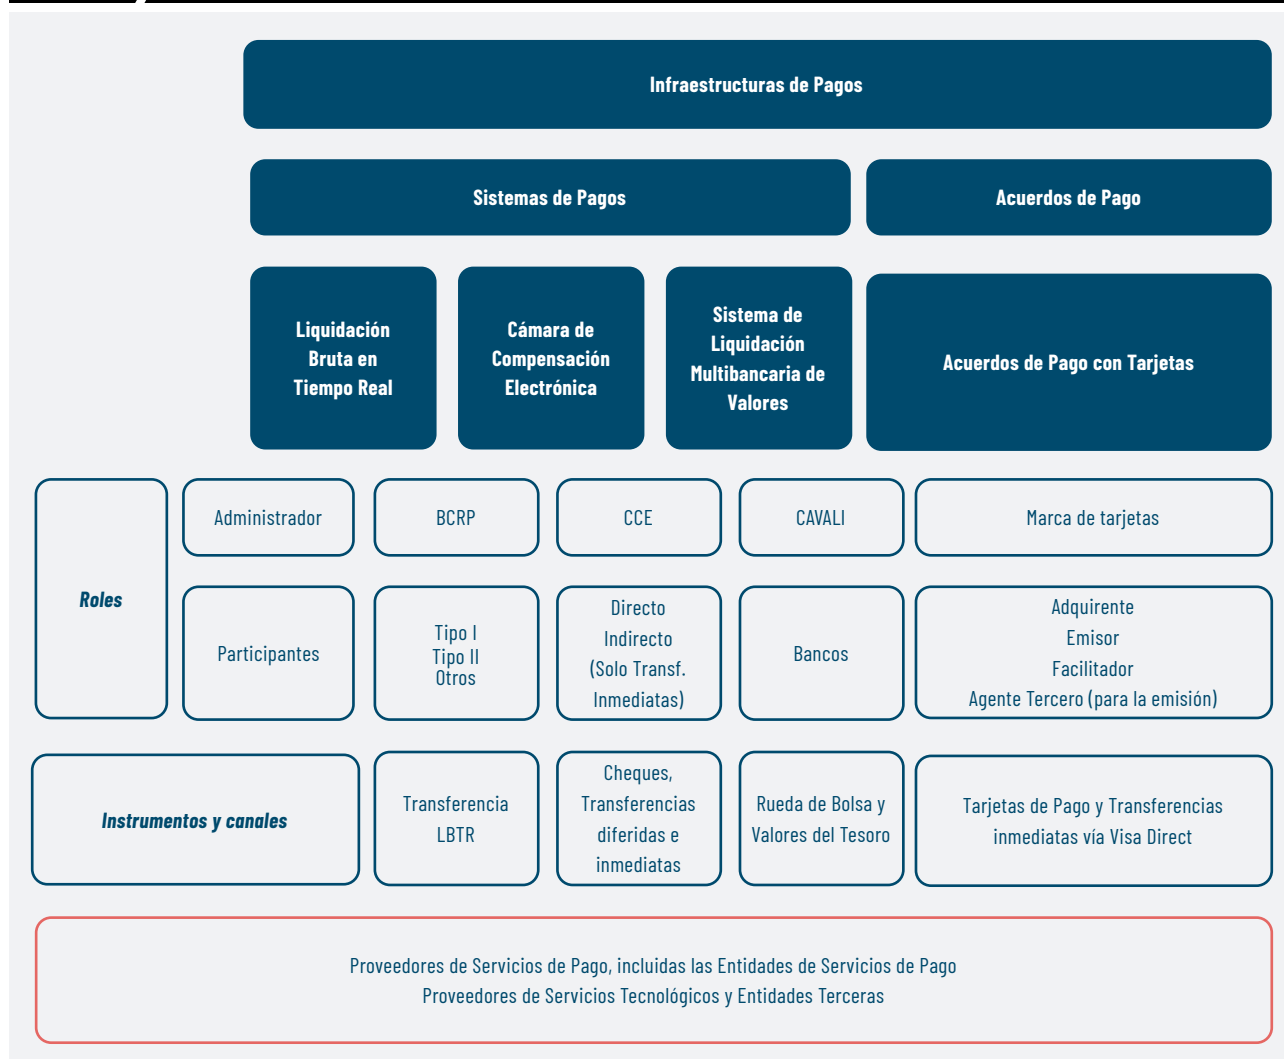 Infraestructuras de Pagos
Sistemas de Pagos
Acuerdos de Pago
Liquidación
Bruta en
Tiempo Real
Cámara de
Compensación
Electrónica
Sistema de
Liquidación
Multibancaria de
Valores
Acuerdos de Pago con Tarjetas
Roles
Administrador
BCRP
CCE
CAVALI
Marca de tarjetas
Participantes
Tipo I
Tipo II
Otros
Directo
Indirecto
(Solo Transf.
Inmediatas)
Bancos
Adquirente
Emisor
Facilitador
Agente Tercero (para la emisión)
Instrumentos y canales
Transferencia
LBTR
Cheques,
Transferencias
diferidas e
inmediatas
Rueda de Bolsa y
Valores del Tesoro
Tarjetas de Pago y Transferencias
inmediatas vía Visa Direct
Proveedores de Servicios de Pago, incluidas las Entidades de Servicios de Pago
Proveedores de Servicios Tecnológicos y Entidades Terceras